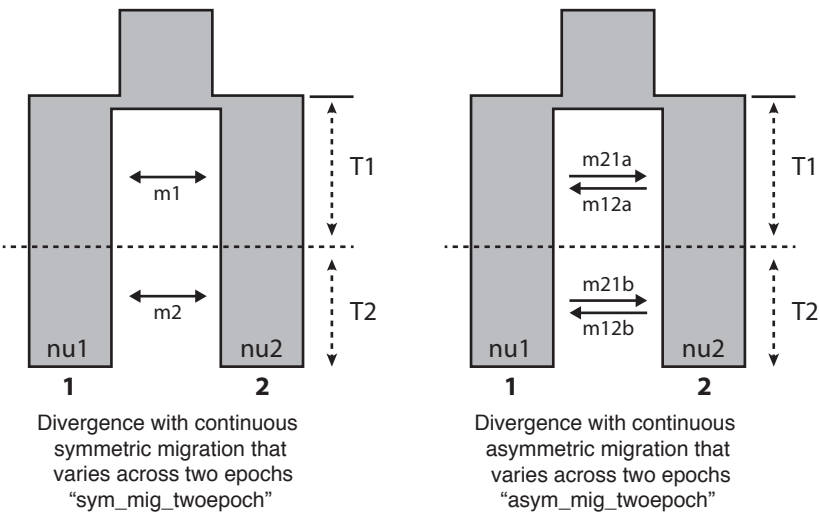 T1
m1
T2
m2
nu1
nu2
1
2
Divergence with continuous
symmetric migration that
varies across two epochs
“sym_mig_twoepoch”
m21a
T1
m12a
m21b
T2
m12b
nu1
nu2
1
2
Divergence with continuous
asymmetric migration that
varies across two epochs
“asym_mig_twoepoch”